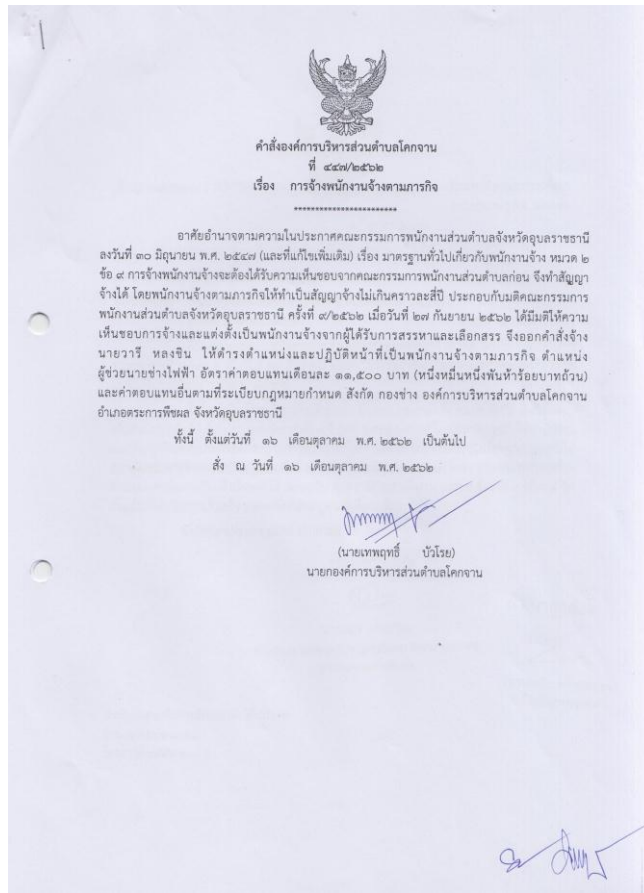 คำสั่งองค์การบริหารส่วนตำบลโคกจาน
ที่ ๔๔๗/๒๕๖๒
เรื่อง การจ้างพนักงานจ้างตามภารกิจ
************************
อาศัยอำนาจตามความในประกาศคณะกรรมการพนักงานส่วนตำบลจังหวัดอุบลราชธานี
ลงวันที่ ๓๐ มิถุนายน พ.ศ. ๒๕๔๗ (และที่แก้ไขเพิ่มเติม) เรื่อง มาตรฐานทั่วไปเกี่ยวกับพนักงานจ้าง หมวด ๒
ข้อ ๙ การจ้างพนักงานจ้างจะต้องได้รับความเห็นชอบจากคณะกรรมการพนักงานส่วนตำบลก่อน จึงทำสัญญา
จ้างได้ โดยพนักงานจ้างตามภารกิจให้ทำเป็นสัญญาจ้างไม่เกินคราวละสี่ปี ประกอบกับมติคณะกรรมการ
พนักงานส่วนตำบลจังหวัดอุบลราชธานี ครั้งที่ ๙/๒๕๖๒ เมื่อวันที่ ๒๗ กันยายน ๒๕๖๒ ได้มีมติให้ความ
เห็นชอบการจ้างและแต่งตั้งเป็นพนักงานจ้างจากผู้ได้รับการสรรหาและเลือกสรร จึงออกคำสั่งจ้าง
นายวารี หลงชิน ให้ดำรงตำแหน่งและปฏิบัติหน้าที่เป็นพนักงานจ้างตามภารกิจ ตำแหน่ง
ผู้ช่วยนายช่างไฟฟ้า อัตราค่าตอบแทนเดือนละ ๑๑,๕๐๐ บาท (หนึ่งหมื่นหนึ่งพันห้าร้อยบาทถ้วน)
และค่าตอบแทนอื่นตามที่ระเบียบกฎหมายกำหนด สังกัด กองช่าง องค์การบริหารส่วนตำบลโคกจาน
อำเภอตระการพืชผล จังหวัดอุบลราชธานี
ทั้งนี้ ตั้งแต่วันที่ ๑๖ เดือนตุลาคม พ.ศ. ๒๕๖๒ เป็นต้นไป
สั่ง ณ วันที่ ๑๖ เดือนตุลาคม พ.ศ. ๒๕๖๒
(นายเทพฤทธิ์ บัวโรย)
นายกองค์การบริหารส่วนตำบลโคกจาน